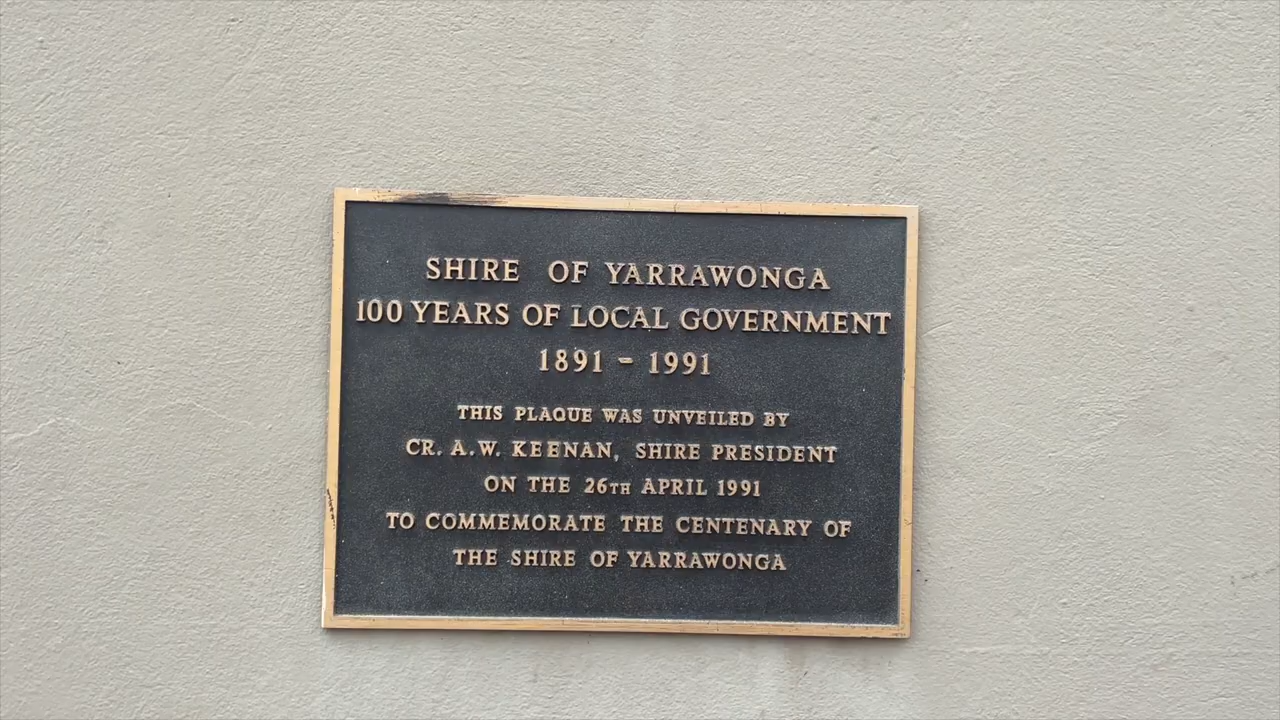 SHIRE OF YARRAWONGA
100 YEARS OF LOCAL GOVERNMENT
1891 - 1991
THIS PLAQUE WAS UNVEILED BY
CR. A.W. KEENAN, SHIRE PRESIDENT
ON THE 26TH APRIL 1991
TO COMMEMORATE THE CENTENARY OF
THE SHIRE OF YARRAWONGA